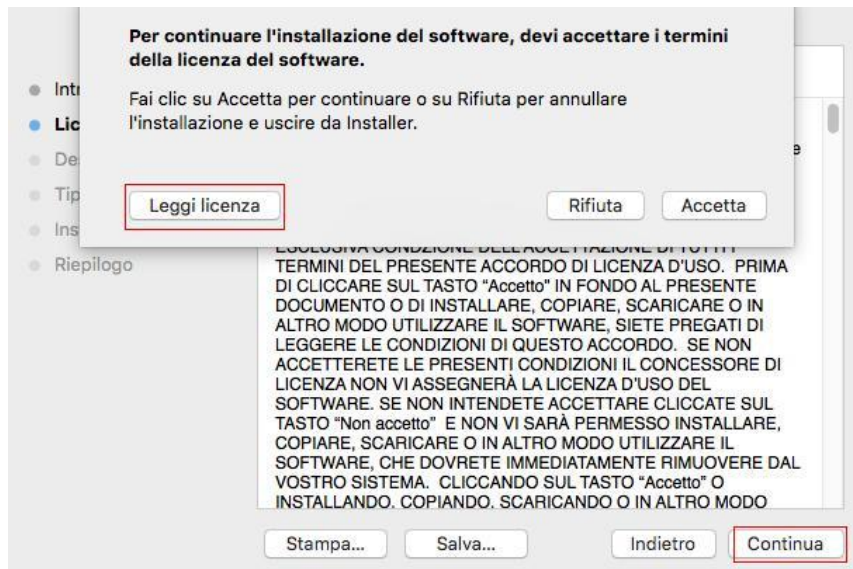 Per continuare l'installazione del software, devi accettare i termini
della licenza del software.
Fai clic su Accetta per continuare o su Rifiuta per annullare
l'installazione e uscire da Installer.
Leggi licenza
Rifiuta
Accetta
Riepilogo
ESCLUSIVA CONDZIONE DELL'ACCETTAZIONE DI TUTTI I
TERMINI DEL PRESENTE ACCORDO DI LICENZA D'USO. PRIMA
DI CLICCARE SUL TASTO “Accetto” IN FONDO AL PRESENTE
DOCUMENTO O DI INSTALLARE, COPIARE, SCARICARE O IN
ALTRO MODO UTILIZZARE IL SOFTWARE, SIETE PREGATI DI
LEGGERE LE CONDIZIONI DI QUESTO ACCORDO. SE NON
ACCETTERETE LE PRESENTI CONDIZIONI IL CONCESSORE DI
LICENZA NON VI ASSEGNERÀ LA LICENZA D'USO DEL
SOFTWARE. SE NON INTENDETE ACCETTARE CLICCATE SUL
TASTO “Non accetto” E NON VI SARÀ PERMESSO INSTALLARE,
COPIARE, SCARICARE O IN ALTRO MODO UTILIZZARE IL
SOFTWARE, CHE DOVRETE IMMEDIATAMENTE RIMUOVERE DAL
VOSTRO SISTEMA. CLICCANDO SUL TASTO “Accetto” O
INSTALLANDO, COPIANDO, SCARICANDO O IN ALTRO MODO
Stampa...
Salva...
Indietro
Continua